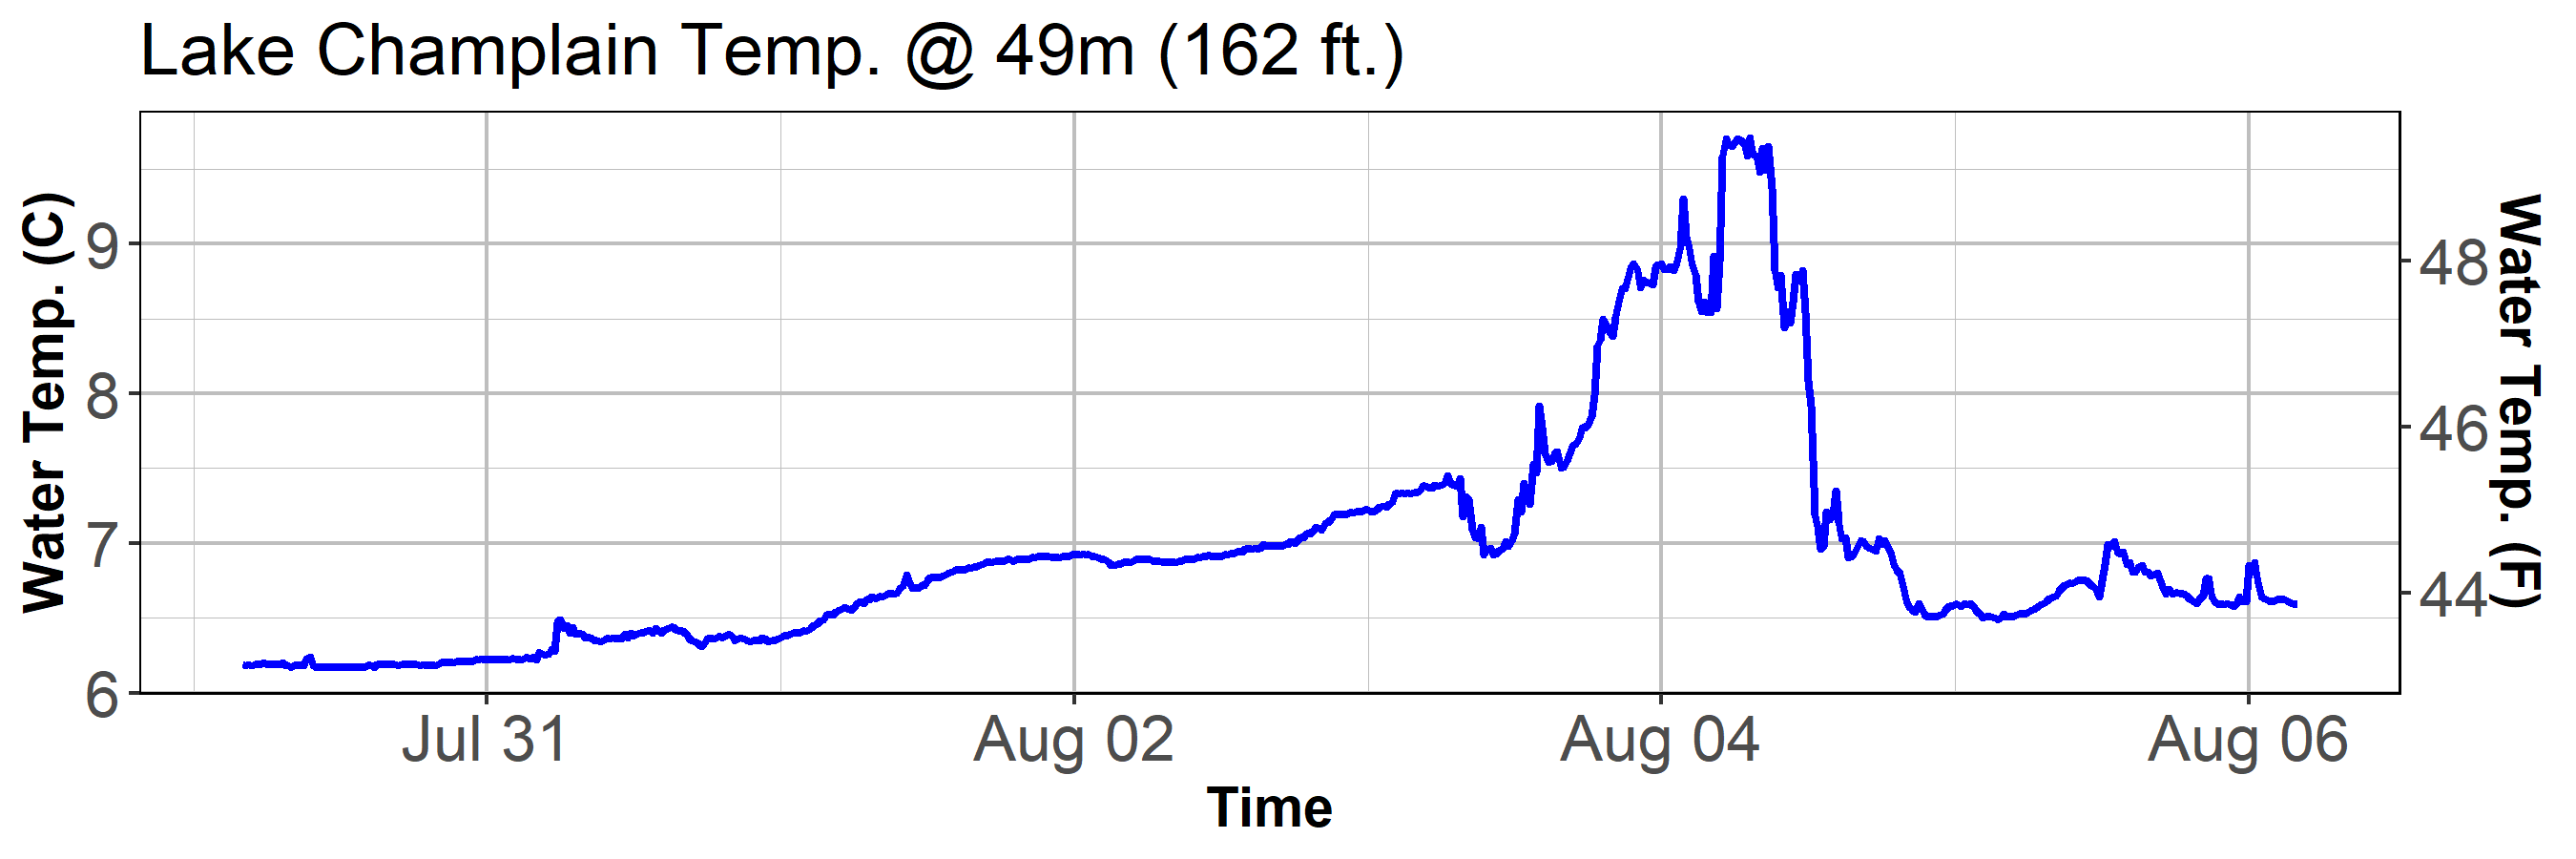 Lake Champlain Temp. @ 49m (162 ft.)
Water Temp. (C)
9
8
7
6
48
46
44
Water Temp. (F)
Jul 31 Aug 02 Aug 04 Aug 06
Time